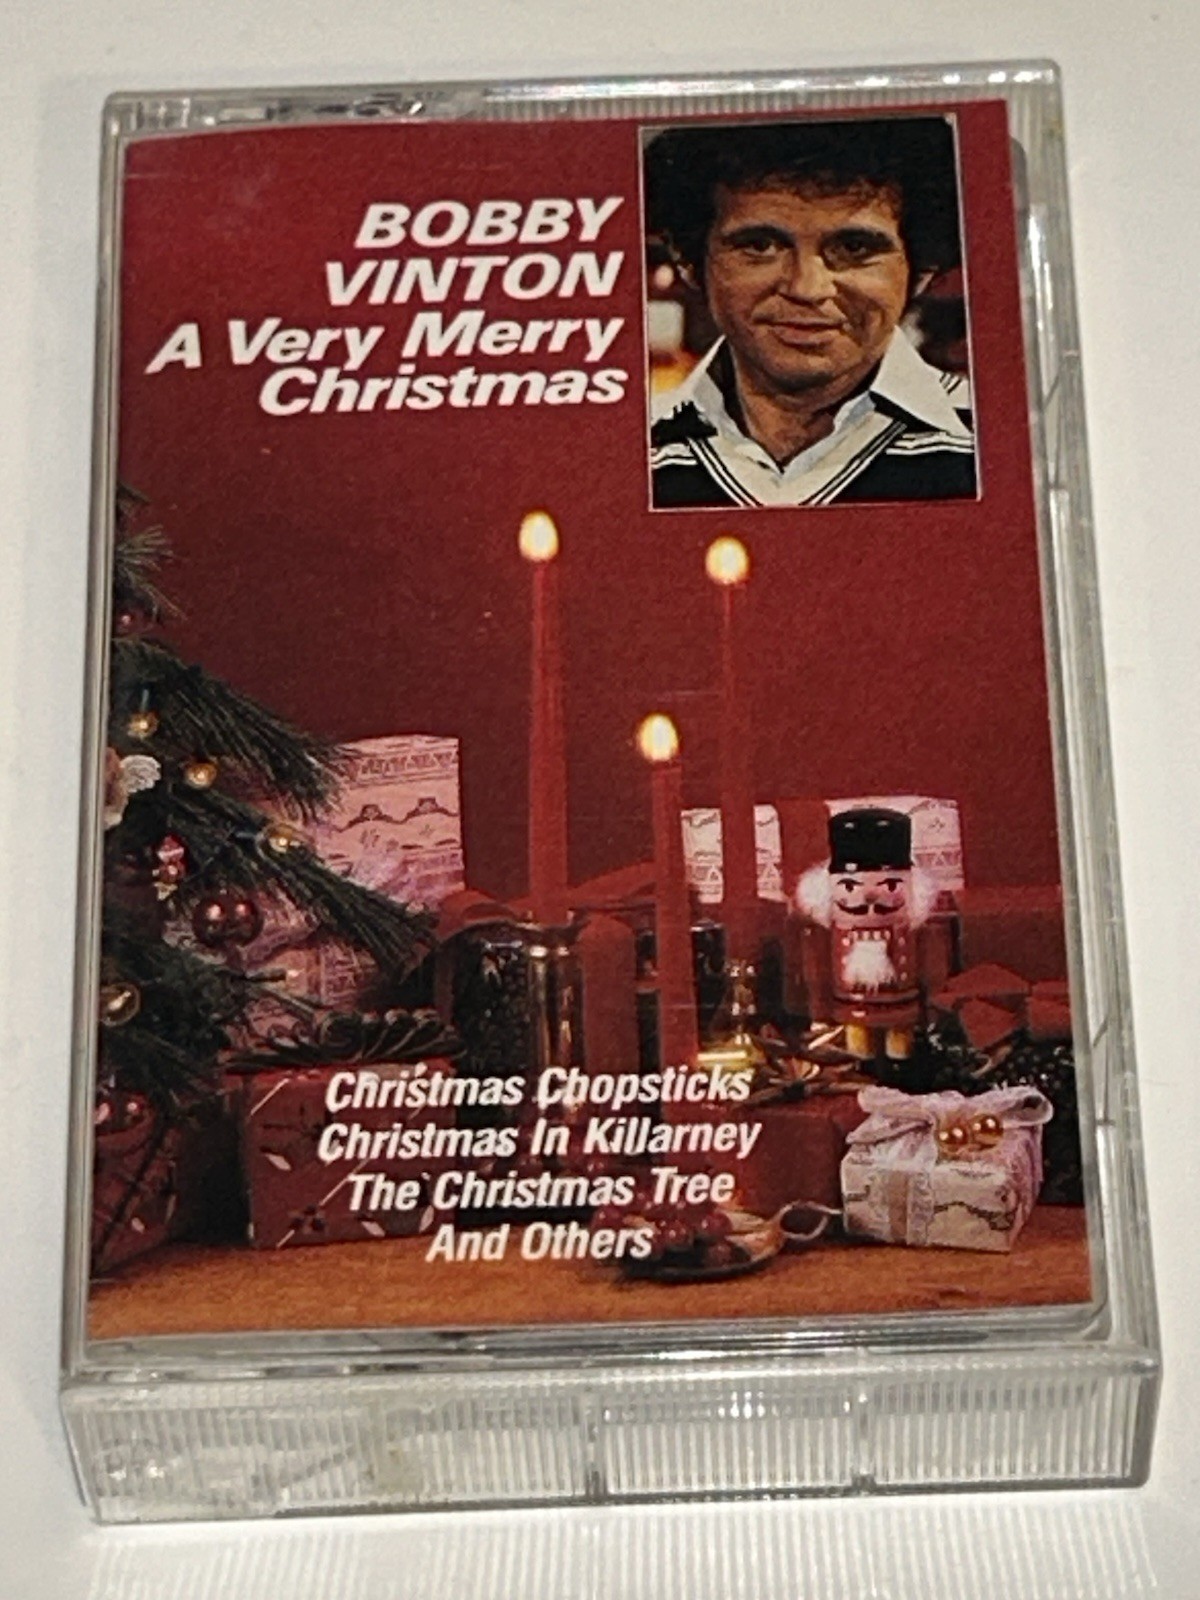 BOBBY
VINTON
A Very Merry
Christmas
Christmas Chopsticks
Christmas In Killarney
The Christmas Tree
And Others